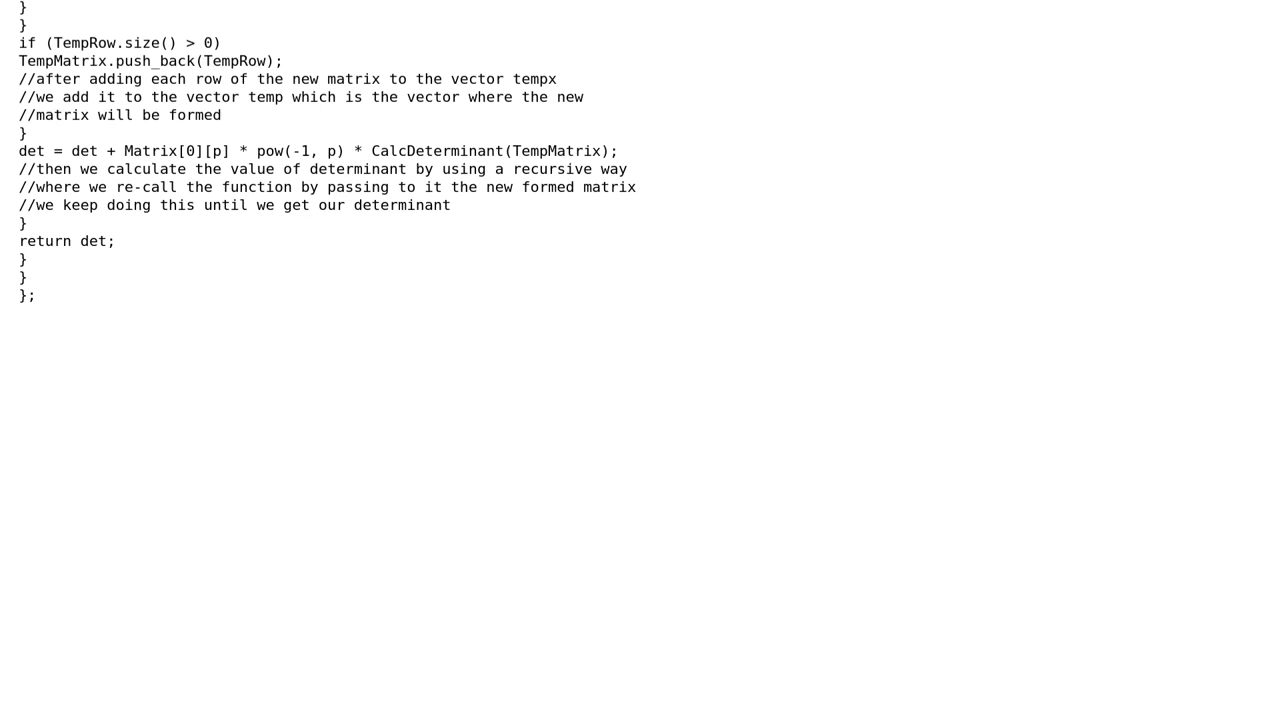 }
}
if (TempRow.size() > 0)
TempMatrix.push_back(TempRow);
//after adding each row of the new matrix to the vector tempx
//we add it to the vector temp which is the vector where the new
//matrix will be formed
}
det = det + Matrix[0][p] * pow(-1, p) * CalcDeterminant(TempMatrix);
//then we calculate the value of determinant by using a recursive way
//where we re-call the function by passing to it the new formed matrix
//we keep doing this until we get our determinant
}
return det;
}
}
};